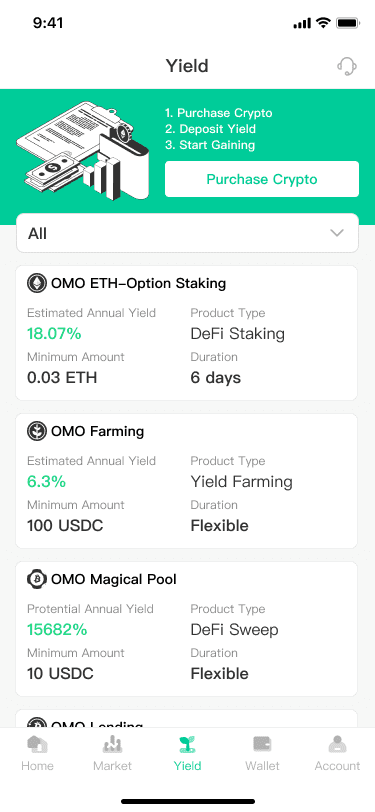 9:41
Yield
1. Purchase Crypto
2. Deposit Yield
3. Start Gaining
Purchase Crypto
All
OMO ETH-Option Staking
Estimated Annual Yield Product Type
18.07% DeFi Staking
Minimum Amount Duration
0.03 ETH 6 days
OMO Farming
Estimated Annual Yield Product Type
6.3% Yield Farming
Minimum Amount Duration
100 USDC Flexible
OMO Magical Pool
Protential Annual Yield Product Type
15682% DeFi Sweep
Minimum Amount Duration
10 USDC Flexible
OMO Lending
Home Market Yield Wallet Account